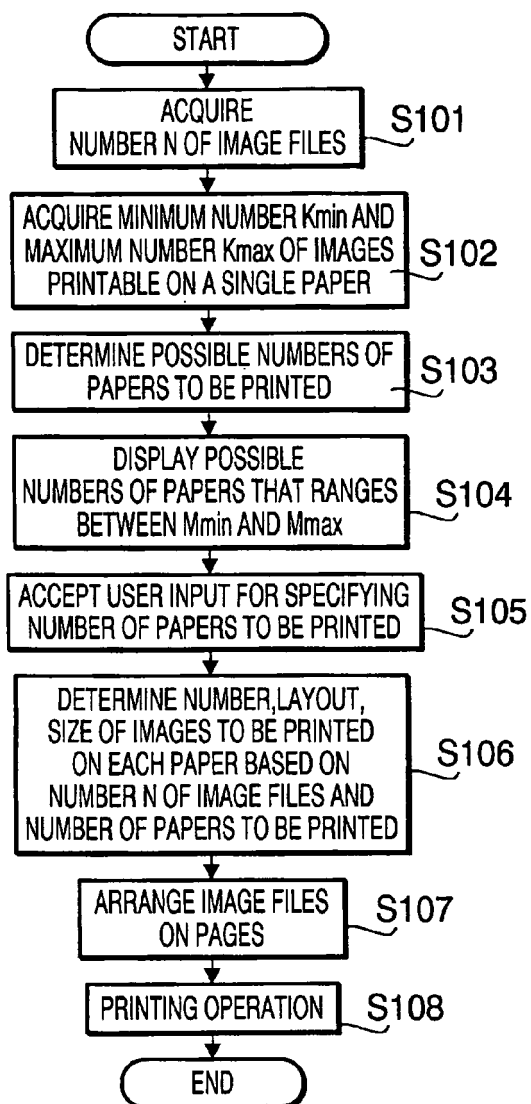 START
ACQUIRE
NUMBER N OF IMAGE FILES
S101
ACQUIRE MINIMUM NUMBER Kmin AND
MAXIMUM NUMBER Kmax OF IMAGES
PRINTABLE ON A SINGLE PAPER
S102
DETERMINE POSSIBLE NUMBERS OF
PAPERS TO BE PRINTED
S103
DISPLAY POSSIBLE
NUMBERS OF PAPERS THAT RANGES
BETWEEN Mmin AND Mmax
S104
ACCEPT USER INPUT FOR SPECIFYING
NUMBER OF PAPERS TO BE PRINTED
S105
DETERMINE NUMBER,LAYOUT,
SIZE OF IMAGES TO BE PRINTED
ON EACH PAPER BASED ON
NUMBER N OF IMAGE FILES AND
NUMBER OF PAPERS TO BE PRINTED
S106
ARRANGE IMAGE FILES
ON PAGES
S107
PRINTING OPERATION
S108
END